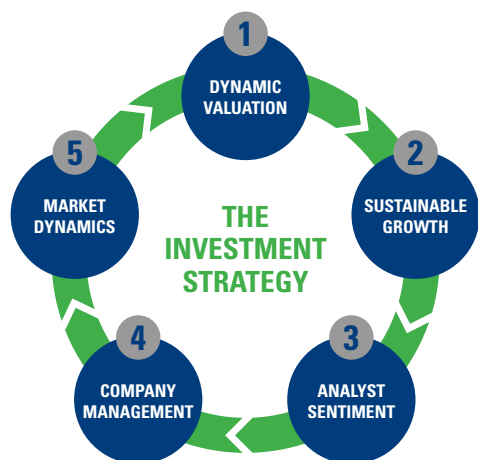 1
DYNAMIC
VALUATION
2
SUSTAINABLE
GROWTH
3
ANALYST
SENTIMENT
4
COMPANY
MANAGEMENT
5
MARKET
DYNAMICS
THE
INVESTMENT
STRATEGY